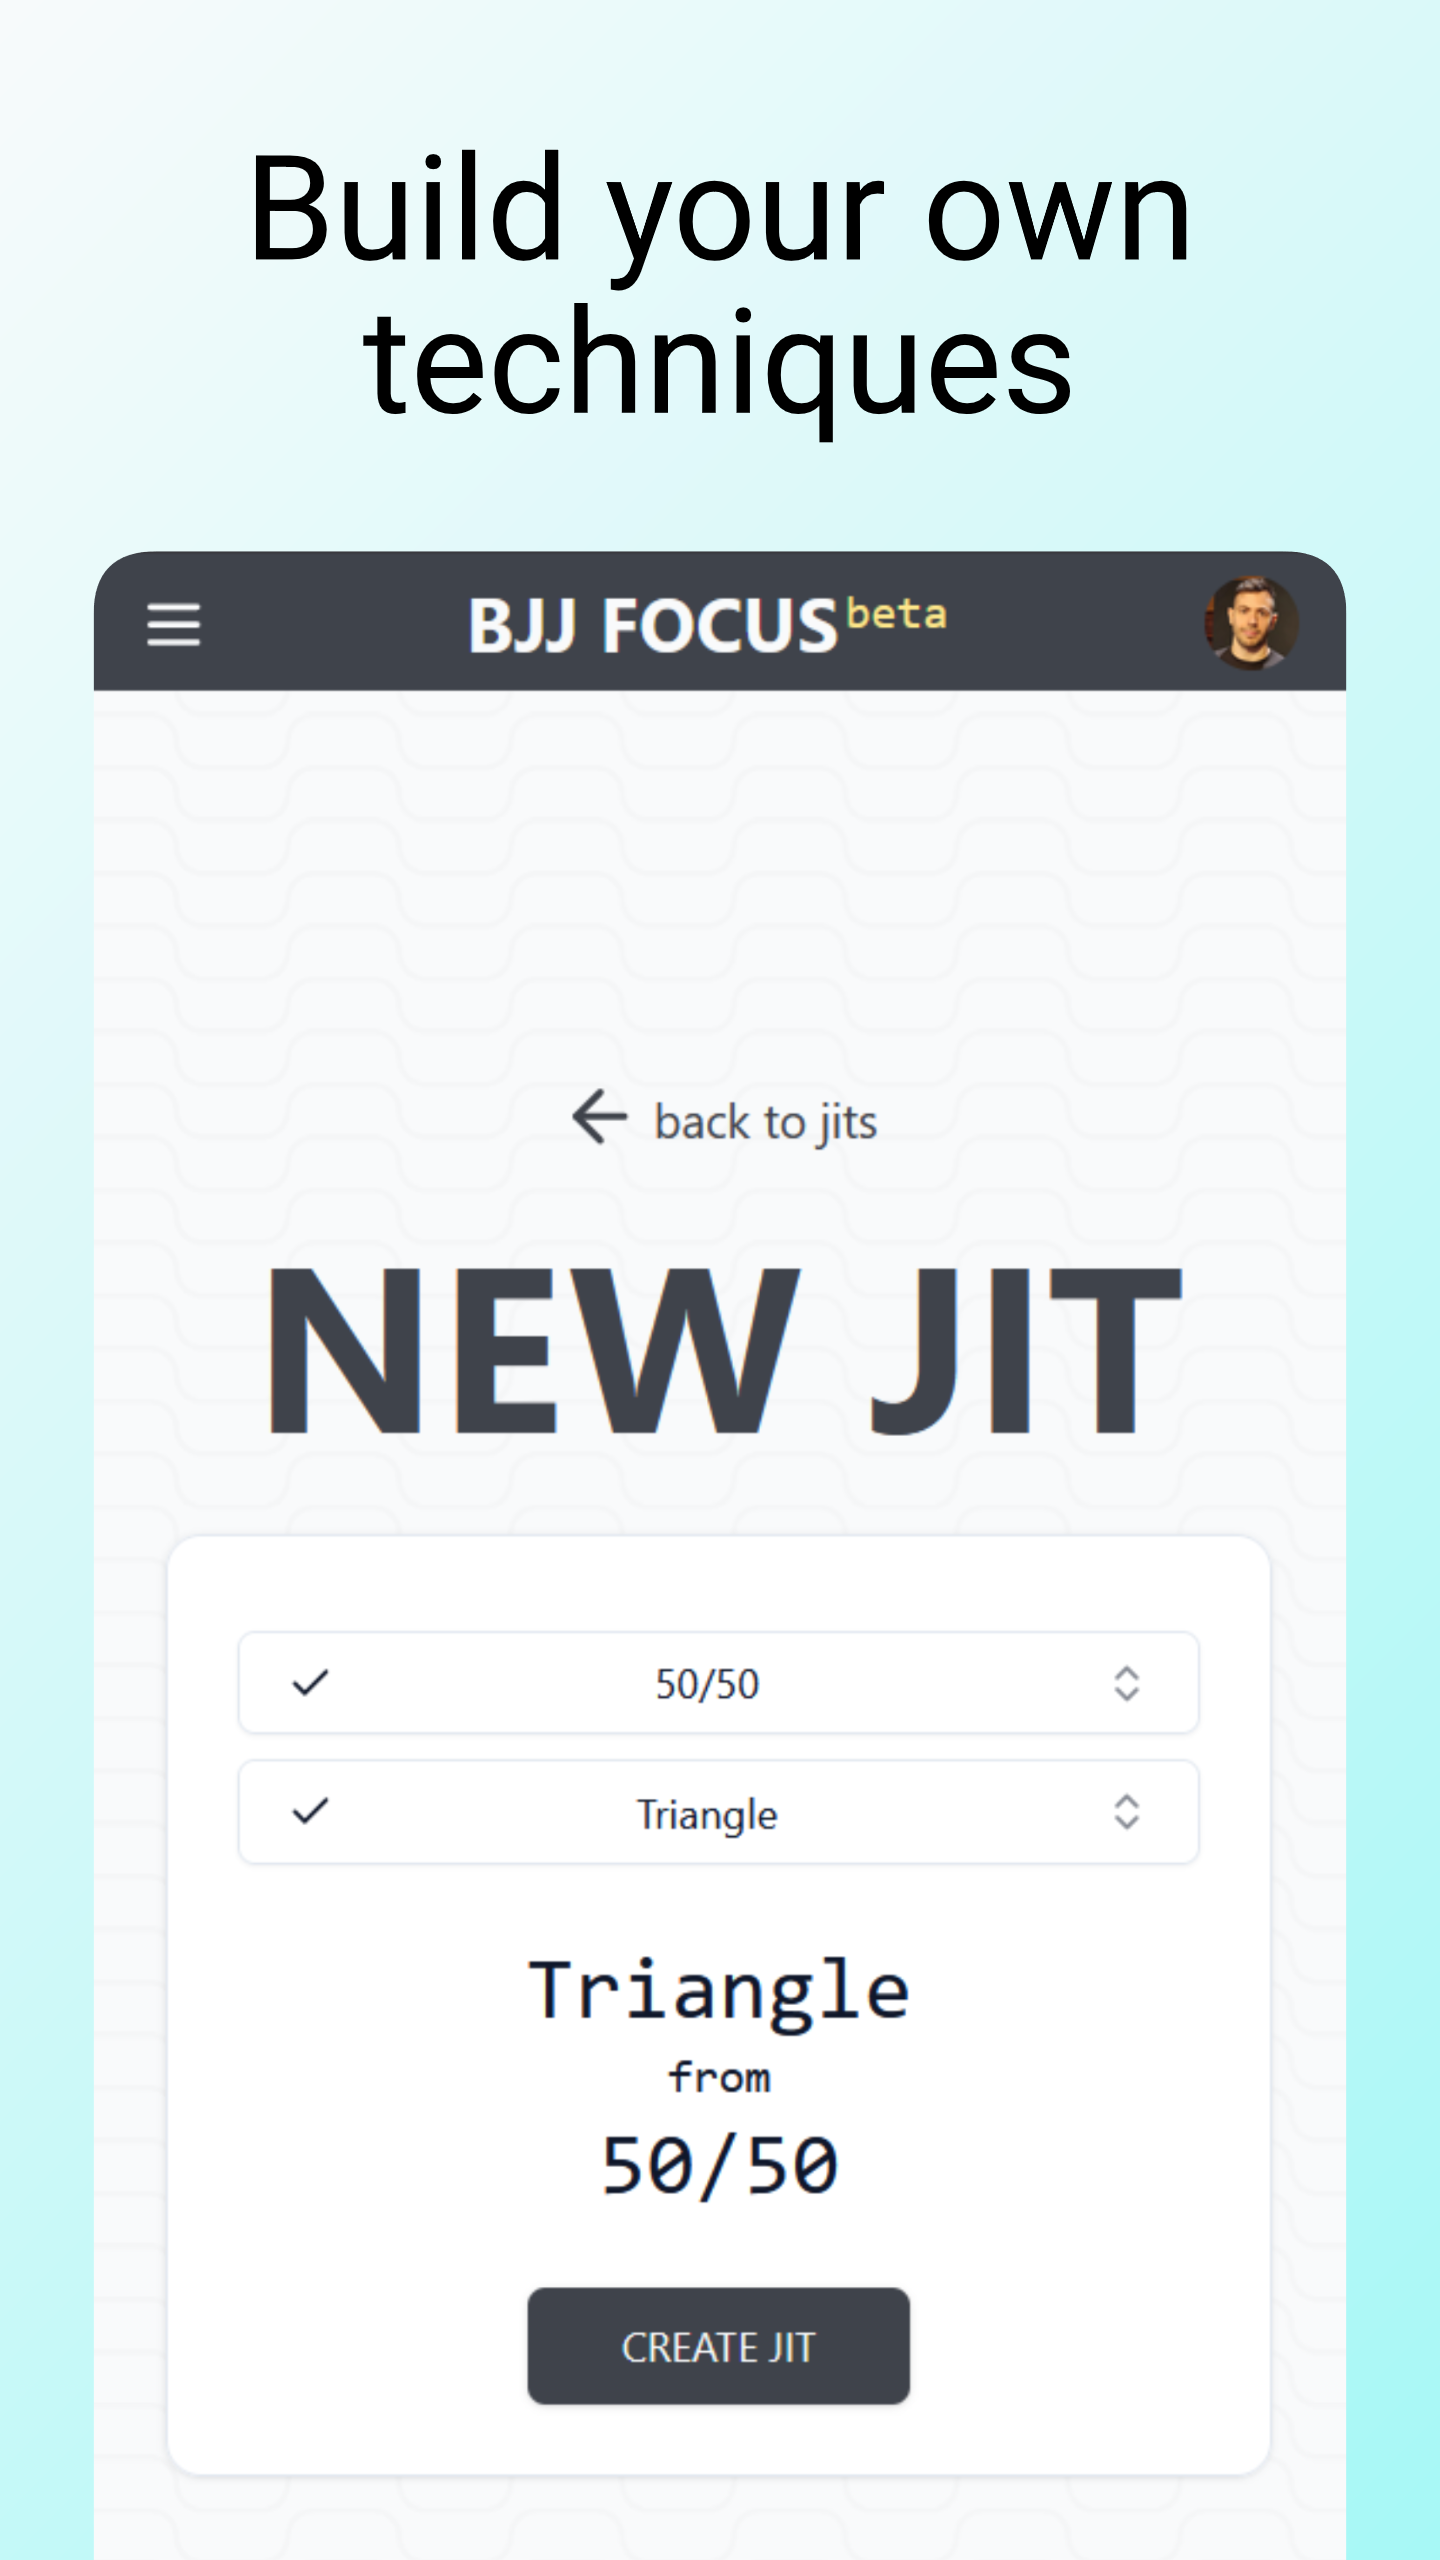 Build your own
techniques
BJJ FOCUS beta
back to jits
NEW JIT
50/50
Triangle
Triangle
from
50/50
CREATE JIT